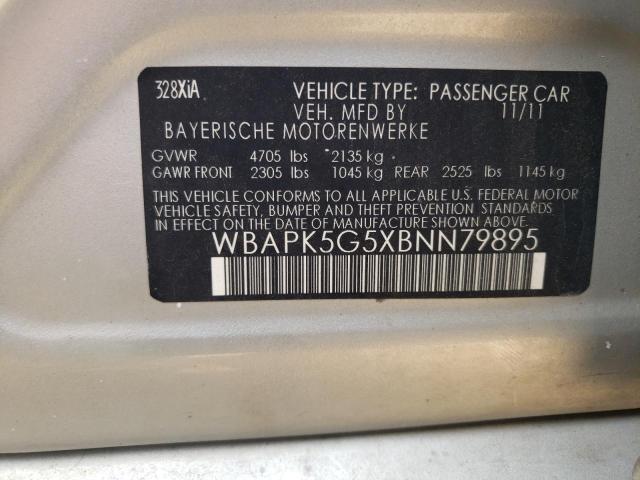 328XiA VEHICLE TYPE: PASSENGER CAR
VEH. MFD BY 11/11
BAYERISCHE MOTORENWERKE
GVWR 4705 lbs 2135 kg
GAWR FRONT 2305 lbs 1045 kg REAR 2525 lbs 1145 kg
THIS VEHICLE CONFORMS TO ALL APPLICABLE U.S. FEDERAL MOTOR
VEHICLE SAFETY, BUMPER AND THEFT PREVENTION STANDARDS
IN EFFECT ON THE DATE OF MANUFACTURE SHOWN ABOVE.
WBAPK5G5XBNN79895